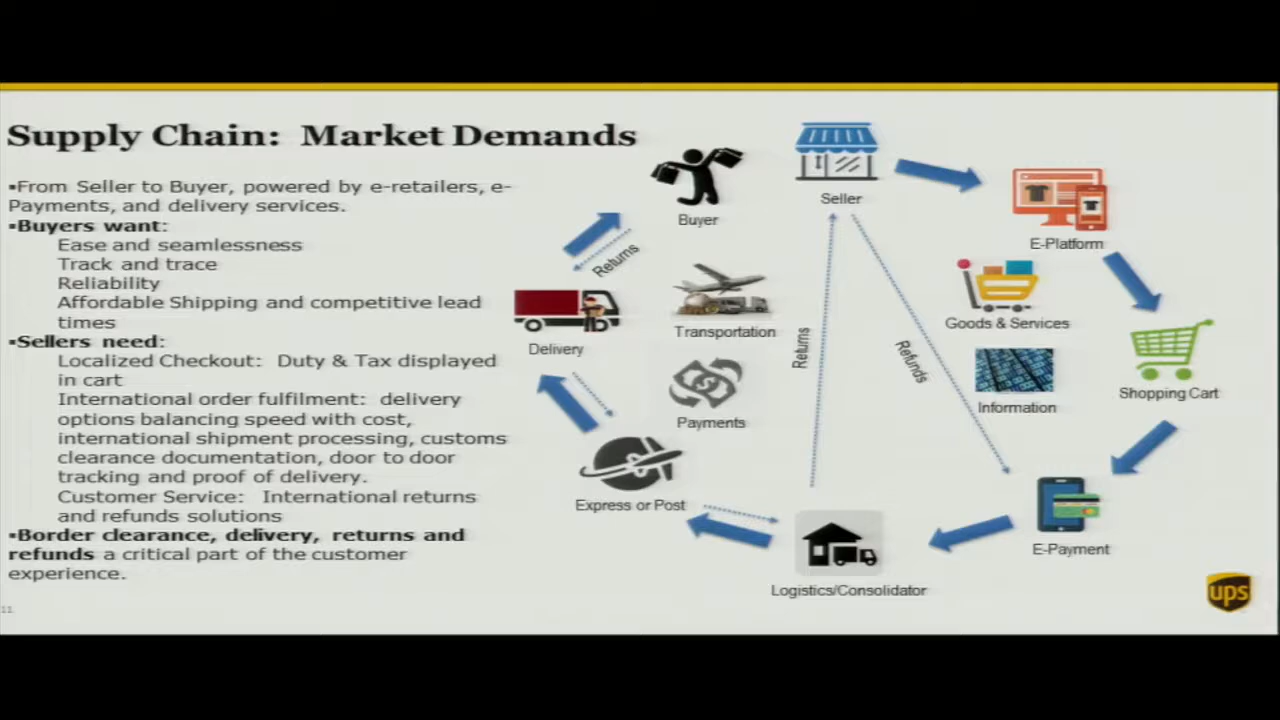 Supply Chain: Market Demands
▪From Seller to Buyer, powered by e-retailers, e-
Payments, and delivery services.
▪Buyers want:
Ease and seamlessness
Track and trace
Reliability
Affordable Shipping and competitive lead
times
▪Sellers need:
Localized Checkout: Duty & Tax displayed
in cart
International order fulfilment: delivery
options balancing speed with cost,
international shipment processing, customs
clearance documentation, door to door
tracking and proof of delivery.
Customer Service: International returns
and refunds solutions
▪Border clearance, delivery, returns and
refunds a critical part of the customer
experience.
11
Seller
Buyer
E-Platform
Returns
Goods & Services
Transportation
Delivery
Returns
Refunds
Shopping Cart
Information
Payments
Express or Post
E-Payment
Logistics/Consolidator
ups